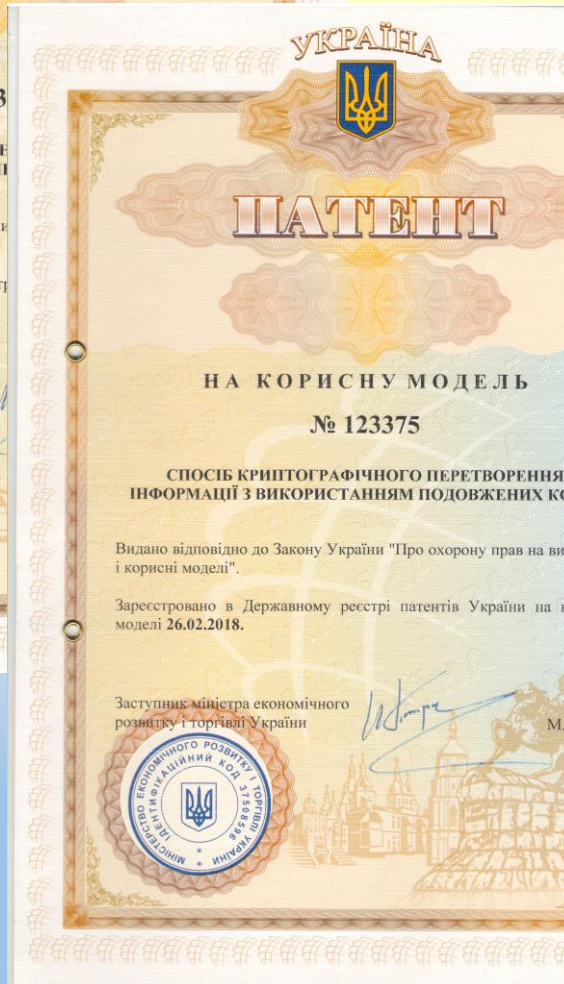 УКРАЇНА
ПАТЕНТ
НА КОРИСНУ МОДЕЛЬ
№ 123375
СПОСІБ КРИПТОГРАФІЧНОГО ПЕРЕТВОРЕННЯ
ІНФОРМАЦІЇ З ВИКОРИСТАННЯМ ПОДОВЖЕНИХ
Видано відповідно до Закону України "Про охорону прав на
і корисні моделі".
Зареєстровано в Державному реєстрі патентів України на
моделі 26.02.2018.
Заступник міністра економічного
розвитку і торгівлі України
М.
МІНІСТЕРСТВО ЕКОНОМІЧНОГО РОЗВИТКУ І ТОРГІВЛІ УКРАЇНИ
ІДЕНТИФІКАЦІЙНИЙ КОД 37508596